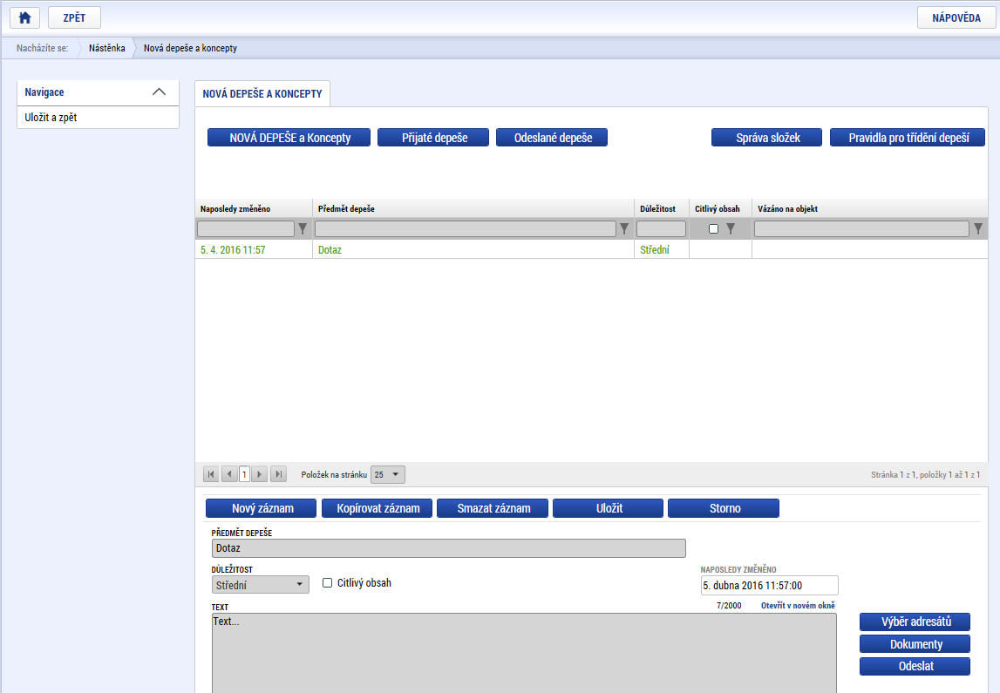 ZPĚT NÁPOVĚDA
Nacházíte se: Nástěnka Nová depeše a koncepty
Navigace
Uložit a zpět
NOVÁ DEPEŠE A KONCEPTY
NOVÁ DEPEŠE a Koncepty Přijaté depeše Odeslané depeše Správa složek Pravidla pro třídění depeší
Naposledy změněno Předmět depeše Důležitost Citlivý obsah Vázáno na objekt
5. 4. 2016 11:57 Dotaz Střední
1 Položek na stránku 25 Stránka 1 z 1, položky 1 až 1 z 1
Nový záznam Kopírovat záznam Smazat záznam Uložit Storno
PŘEDMĚT DEPEŠE
Dotaz
DŮLEŽITOST NAPOSLEDY ZMĚNĚNO
Střední Citlivý obsah 5. dubna 2016 11:57:00
TEXT 7/2000 Otevřít v novém okně
Text...
Výběr adresátů
Dokumenty
Odeslat